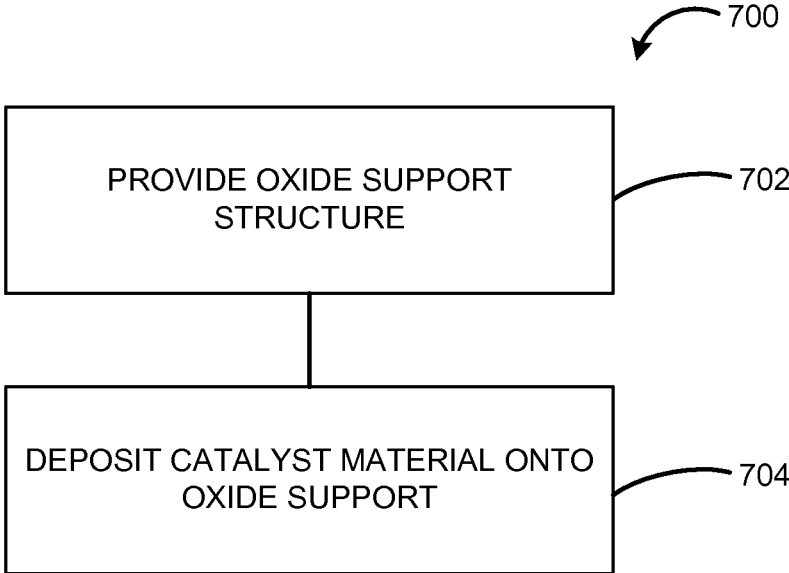 700
PROVIDE OXIDE SUPPORT
STRUCTURE
702
DEPOSIT CATALYST MATERIAL ONTO
OXIDE SUPPORT
704